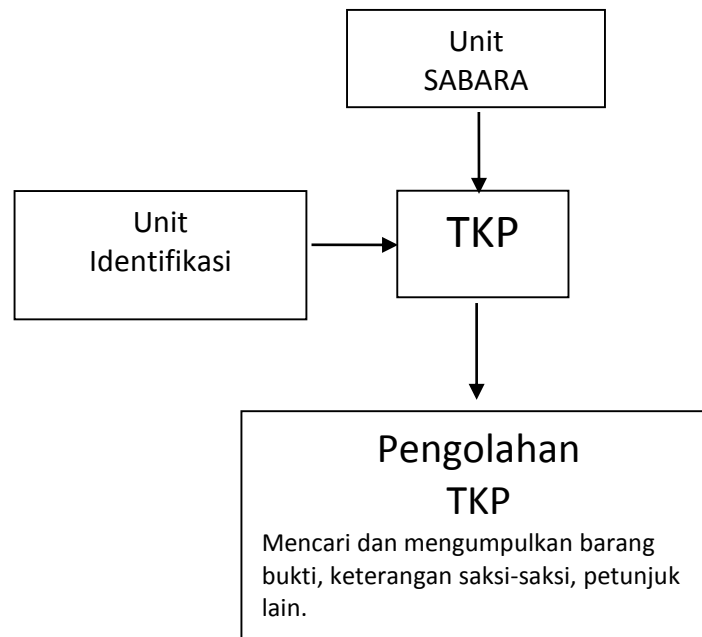 Unit
SABARA
Unit
Identifikasi
TKP
Pengolahan
TKP
Mencari dan mengumpulkan barang
bukti, keterangan saksi-saksi, petunjuk
lain.